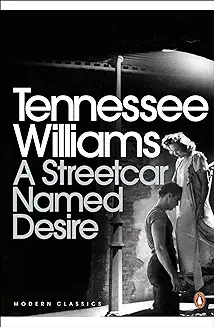 Tennessee
Williams
A Streetcar
Named
Desire
MODERN CLASSICS